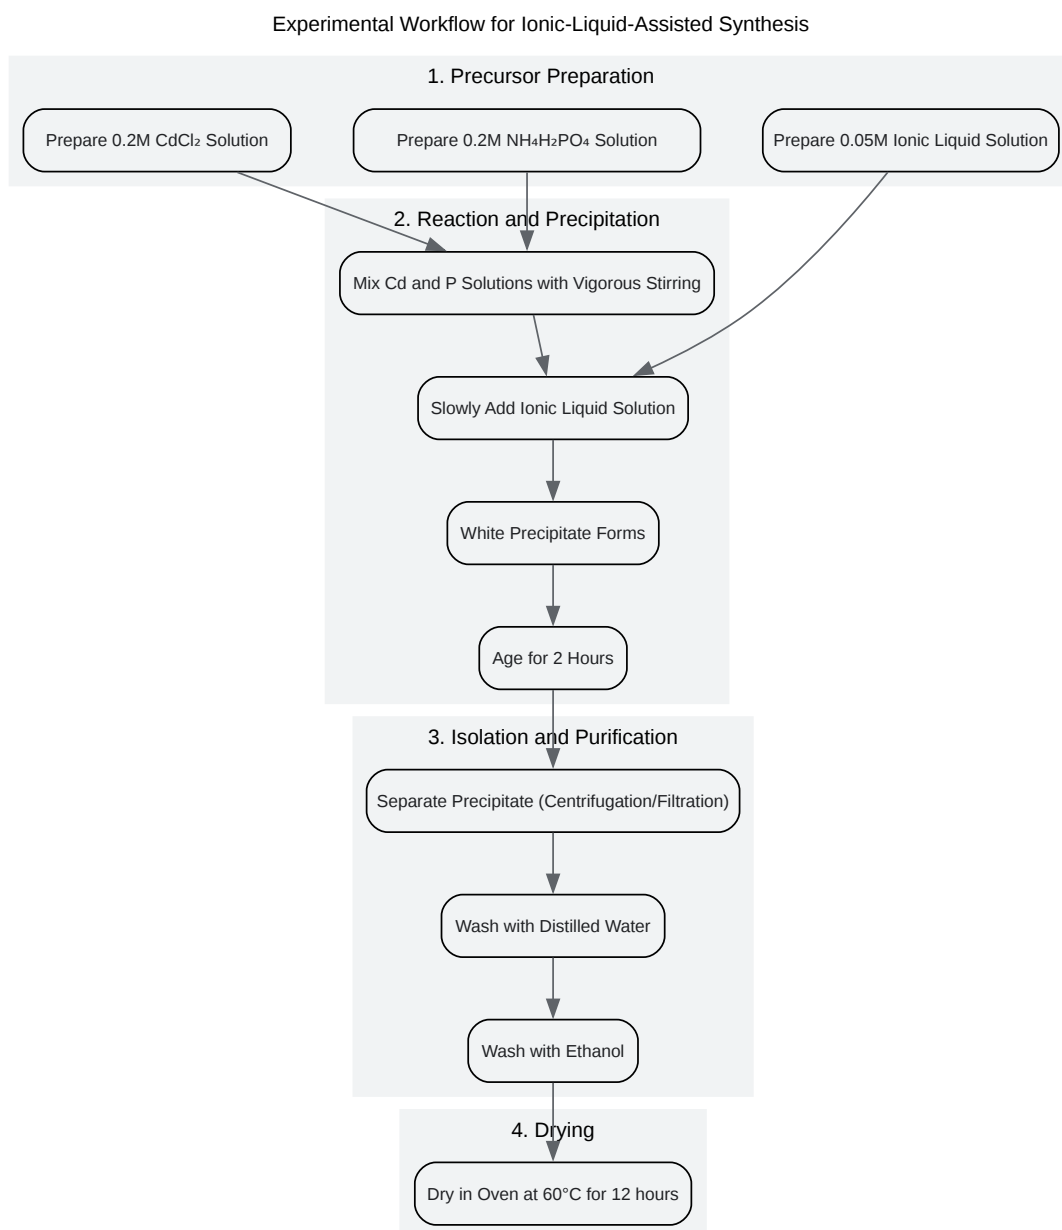 Experimental Workflow for Ionic-Liquid-Assisted Synthesis
1. Precursor Preparation
Prepare 0.2M CdCl₂ Solution
Prepare 0.2M NH₄H₂PO₄ Solution
Prepare 0.05M Ionic Liquid Solution
2. Reaction and Precipitation
Mix Cd and P Solutions with Vigorous Stirring
Slowly Add Ionic Liquid Solution
White Precipitate Forms
Age for 2 Hours
3. Isolation and Purification
Separate Precipitate (Centrifugation/Filtration)
Wash with Distilled Water
Wash with Ethanol
4. Drying
Dry in Oven at 60°C for 12 hours